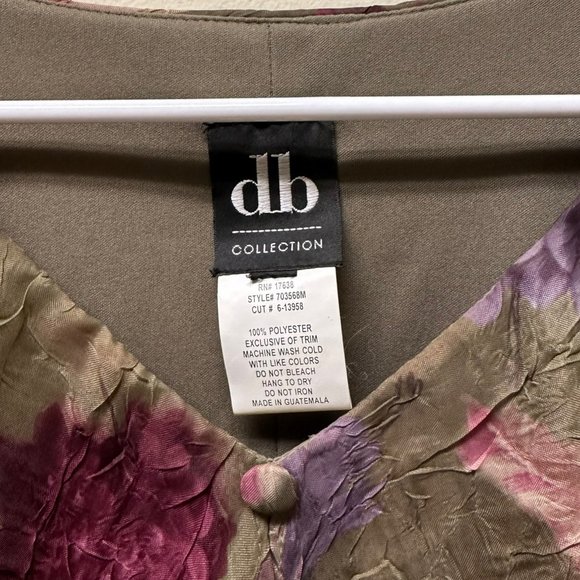 db
COLLECTION
RN# 17638
STYLE# 703568M
CUT # 6-13958
100% POLYESTER
EXCLUSIVE OF TRIM
MACHINE WASH COLD
WITH LIKE COLORS
DO NOT BLEACH
HANG TO DRY
DO NOT IRON
MADE IN GUATEMALA